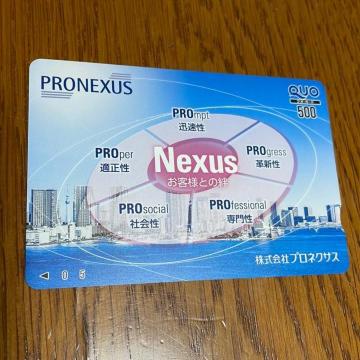 PRONEXUS
QUO
500
PROmpt
迅速性
PROper
適正性
PROgress
革新性
Nexus
お客様との絆
PROsocial
社会性
PROfessional
専門性
株式会社プロネクサス
◁ 0 5